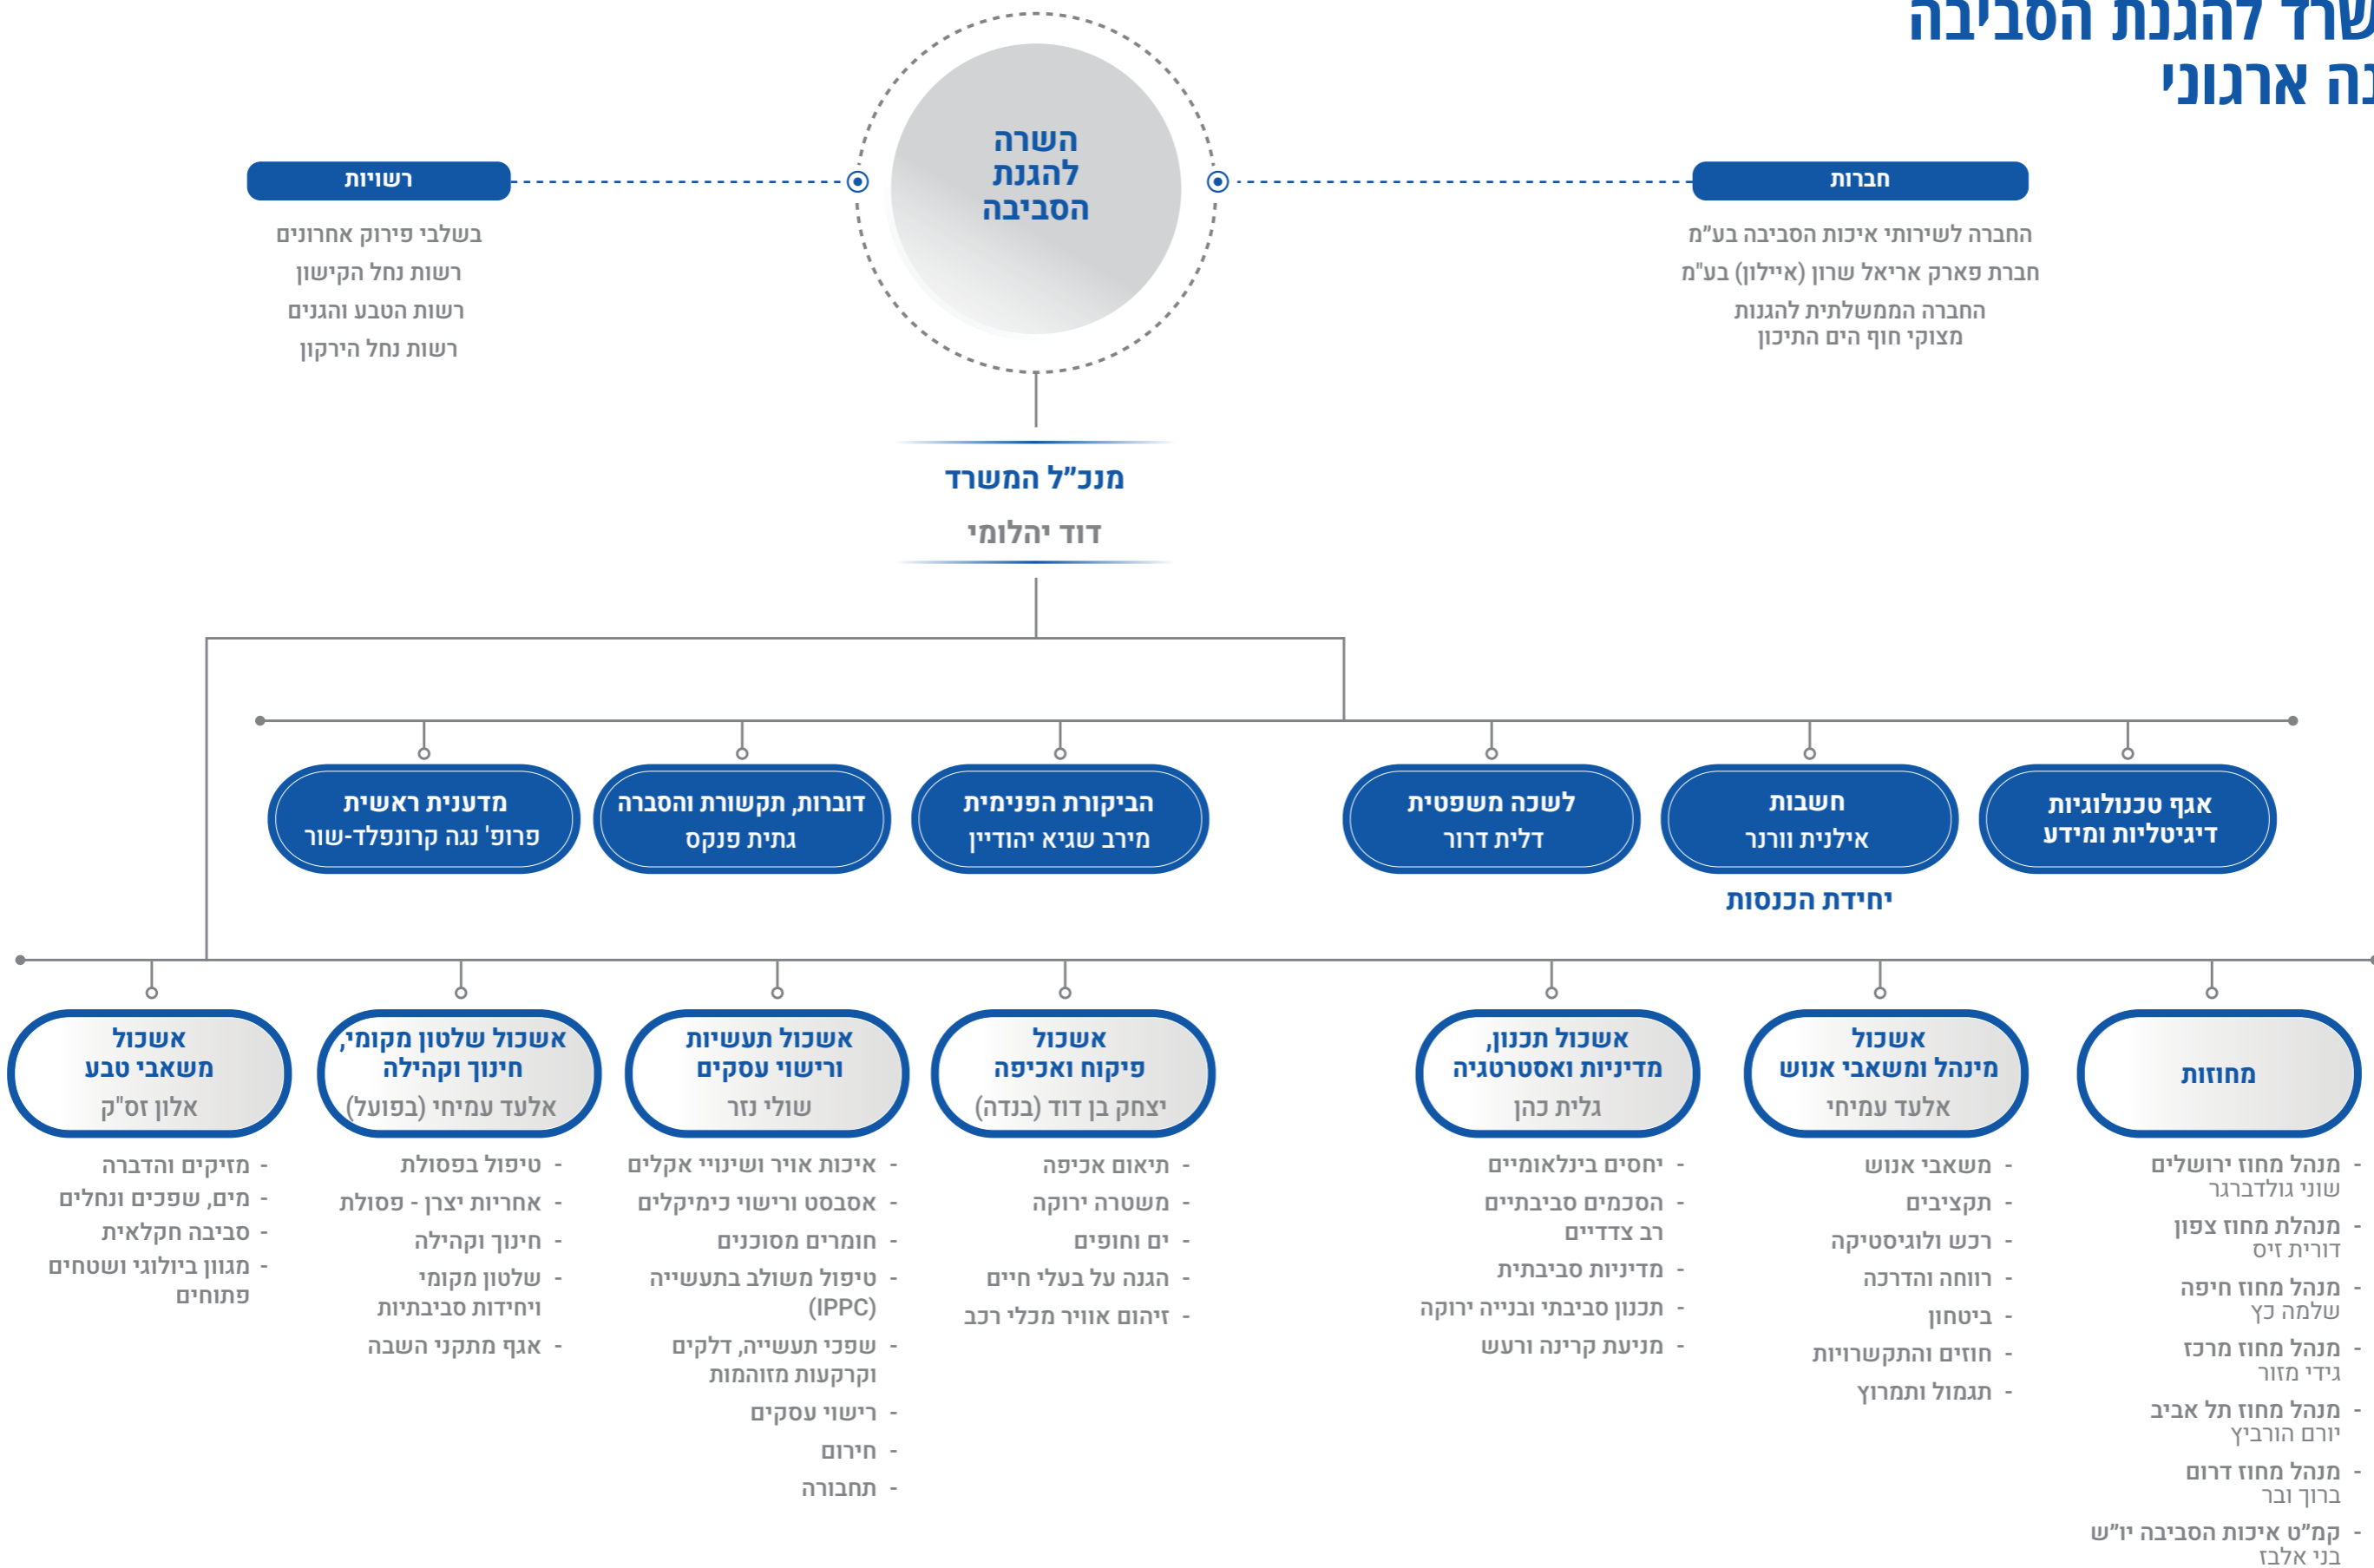 שרד להגנת הסביבה
נה ארגוני
השרה
להגנת
הסביבה
חברות
החברה לשירותי איכות הסביבה בע״מ
חברת פארק אריאל שרון (איילון) בע"מ
החברה הממשלתית להגנות
מצוקי חוף הים התיכון
רשויות
בשלבי פירוק אחרונים
רשות נחל הקישון
רשות הטבע והגנים
רשות נחל הירקון
מנכ״ל המשרד
דוד יהלומי
אגף טכנולוגיות
דיגיטליות ומידע
חשבות
אילנית וורנר
יחידת הכנסות
לשכה משפטית
דלית דרור
הביקורת הפנימית
מירב שגיא יהודיין
דוברות, תקשורת והסברה
גתית פנקס
מדענית ראשית
פרופ' נגה קרונפלד-שור
מחוזות
- מנהל מחוז ירושלים
שוני גולדברגר
- מנהלת מחוז צפון
דורית זיס
- מנהל מחוז חיפה
שלמה כץ
- מנהל מחוז מרכז
גידי מזור
- מנהל מחוז תל אביב
יורם הורביץ
- מנהל מחוז דרום
ברוך ובר
- קמ״ט איכות הסביבה יו״ש
בני אלבז
אשכול
מינהל ומשאבי אנוש
אלעד עמיחי
- משאבי אנוש
- תקציבים
- רכש ולוגיסטיקה
- רווחה והדרכה
- ביטחון
- חוזים והתקשרויות
- תגמול ותמרוץ
אשכול תכנון,
מדיניות ואסטרטגיה
גלית כהן
- יחסים בינלאומיים
- הסכמים סביבתיים
רב צדדיים
- מדיניות סביבתית
- תכנון סביבתי ובנייה ירוקה
- מניעת קרינה ורעש
אשכול
פיקוח ואכיפה
יצחק בן דוד (בנדה)
- תיאום אכיפה
- משטרה ירוקה
- ים וחופים
- הגנה על בעלי חיים
- זיהום אוויר מכלי רכב
אשכול תעשיות
ורישוי עסקים
שולי נזר
- איכות אויר ושינויי אקלים
- אסבסט ורישוי כימיקלים
- חומרים מסוכנים
- טיפול משולב בתעשייה
(IPPC)
- שפכי תעשייה, דלקים
וקרקעות מזוהמות
- רישוי עסקים
- חירום
- תחבורה
אשכול שלטון מקומי,
חינוך וקהילה
אלעד עמיחי (בפועל)
- טיפול בפסולת
- אחריות יצרן - פסולת
- חינוך וקהילה
- שלטון מקומי
ויחידות סביבתיות
- אגף מתקני השבה
אשכול
משאבי טבע
אלון זס"ק
- מזיקים והדברה
- מים, שפכים ונחלים
- סביבה חקלאית
- מגוון ביולוגי ושטחים
פתוחים